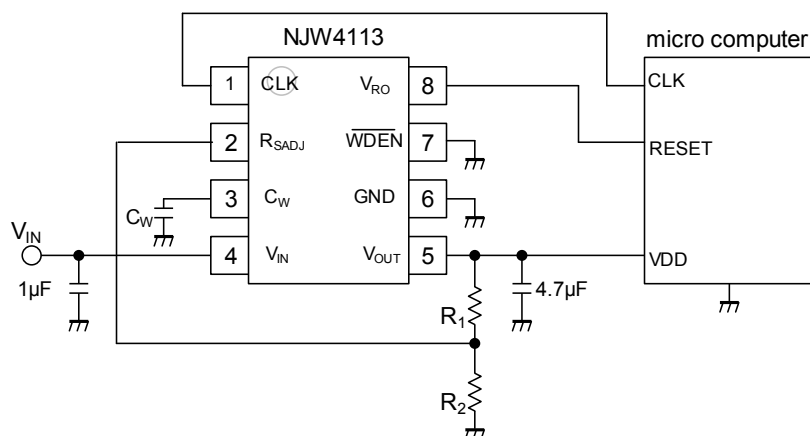 NJW4113
micro computer
1 CLK
V_RO 8
CLK
2 R_SADJ
WDEN 7
RESET
3 C_W
GND 6
C_W
V_IN
4 V_IN
V_OUT 5
VDD
1µF
4.7µF
R_1
R_2